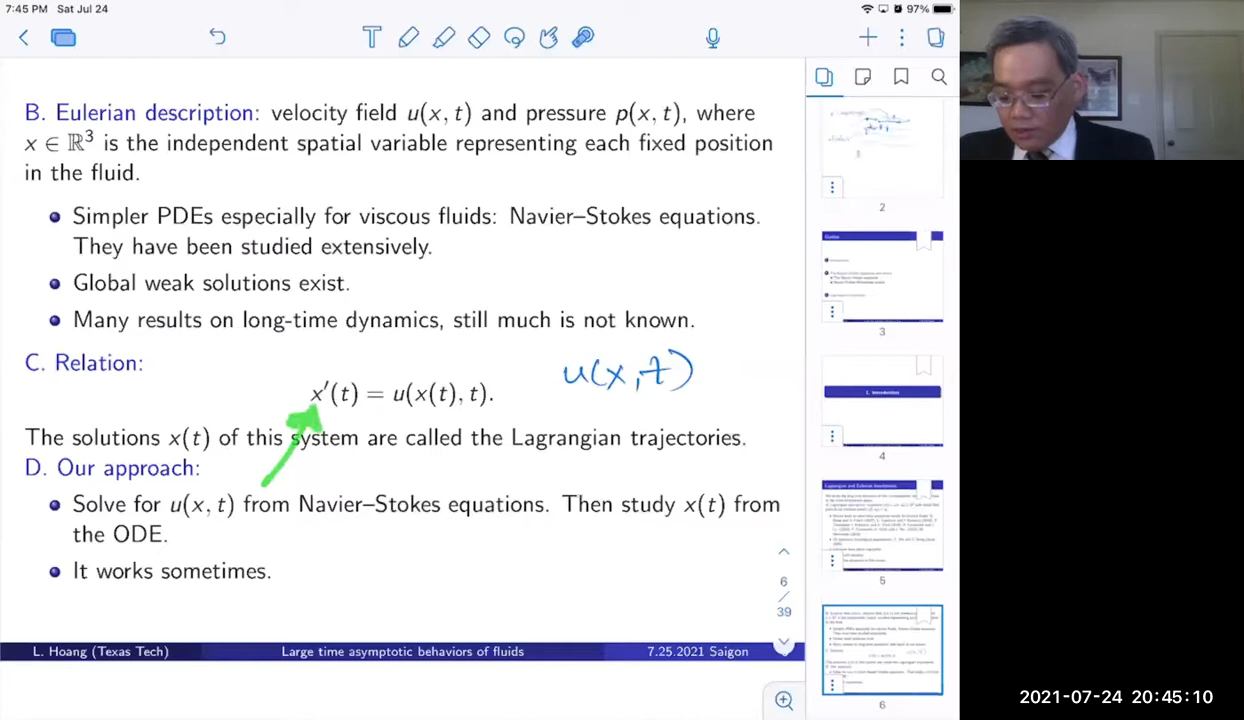 7:45 PM Sat Jul 24
97%
B. Eulerian description: velocity field u(x, t) and pressure p(x, t), where
x ∈ ℝ³ is the independent spatial variable representing each fixed position
in the fluid.
Simpler PDEs especially for viscous fluids: Navier–Stokes equations.
They have been studied extensively.
Global weak solutions exist.
Many results on long-time dynamics, still much is not known.
C. Relation:
x′(t) = u(x(t), t).
u(x, t)
The solutions x(t) of this system are called the Lagrangian trajectories.
D. Our approach:
Solve for u(x, t) from Navier–Stokes equations. Then study x(t) from
the ODE.
It works sometimes.
6
/
39
L. Hoang (Texas Tech) Large time asymptotic behaviors of fluids 7.25.2021 Saigon
2
Outline
3
1. Introduction
4
5
6
2021-07-24 20:45:10